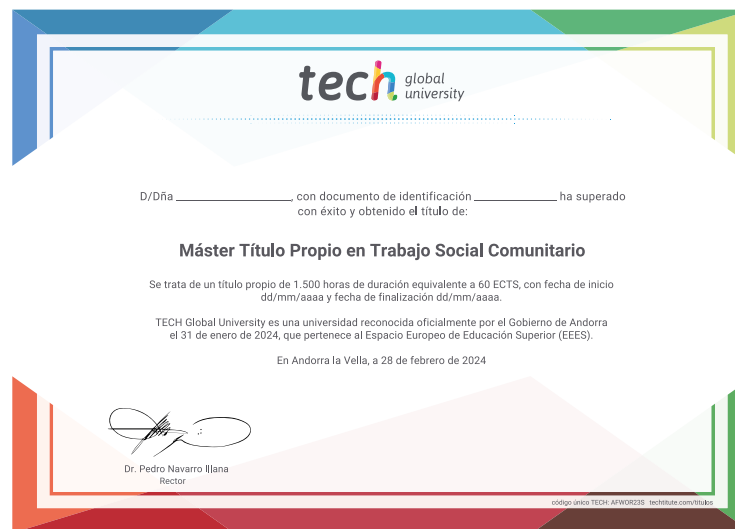 tech global
university
D/Dña ____________, con documento de identificación ____________ ha superado
con éxito y obtenido el título de:
Máster Título Propio en Trabajo Social Comunitario
Se trata de un título propio de 1.500 horas de duración equivalente a 60 ECTS, con fecha de inicio
dd/mm/aaaa y fecha de finalización dd/mm/aaaa.
TECH Global University es una universidad reconocida oficialmente por el Gobierno de Andorra
el 31 de enero de 2024, que pertenece al Espacio Europeo de Educación Superior (EEES).
En Andorra la Vella, a 28 de febrero de 2024
Dr. Pedro Navarro Illana
Rector
código único TECH: AFWOR23S techtitute.com/titulos